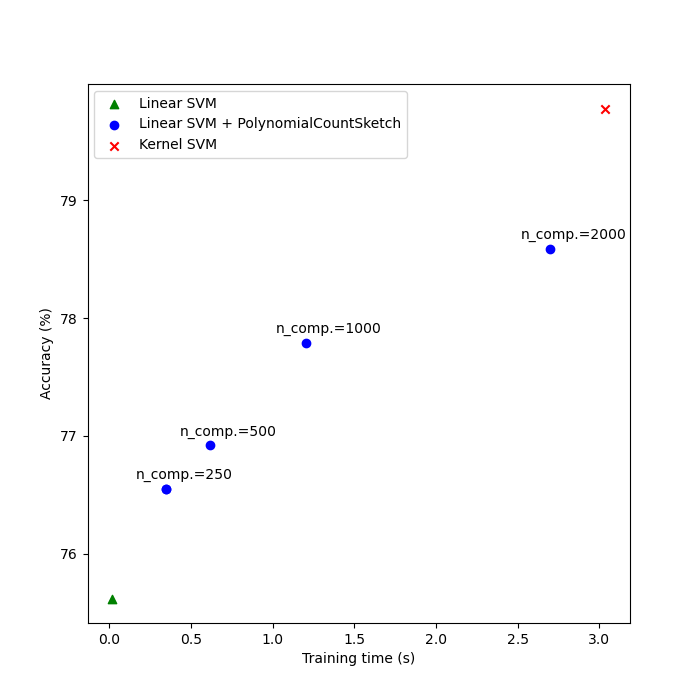 Linear SVM
Linear SVM + PolynomialCountSketch
Kernel SVM
79
n_comp.=2000
78
n_comp.=1000
Accuracy (%)
77
n_comp.=500
n_comp.=250
76
0.0 0.5 1.0 1.5 2.0 2.5 3.0
Training time (s)